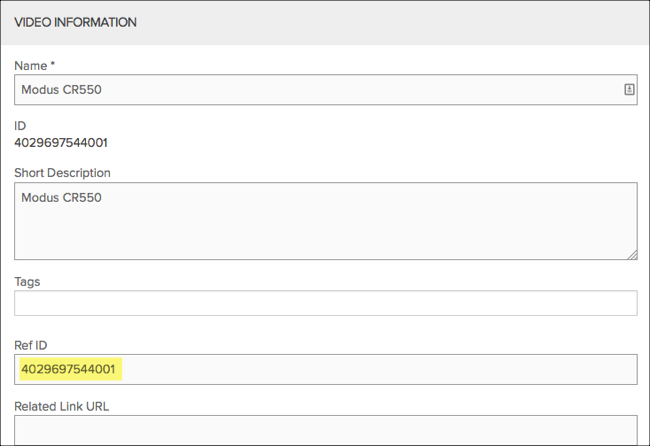 VIDEO INFORMATION
Name *
Modus CR550
ID
4029697544001
Short Description
Modus CR550
Tags
Ref ID
4029697544001
Related Link URL